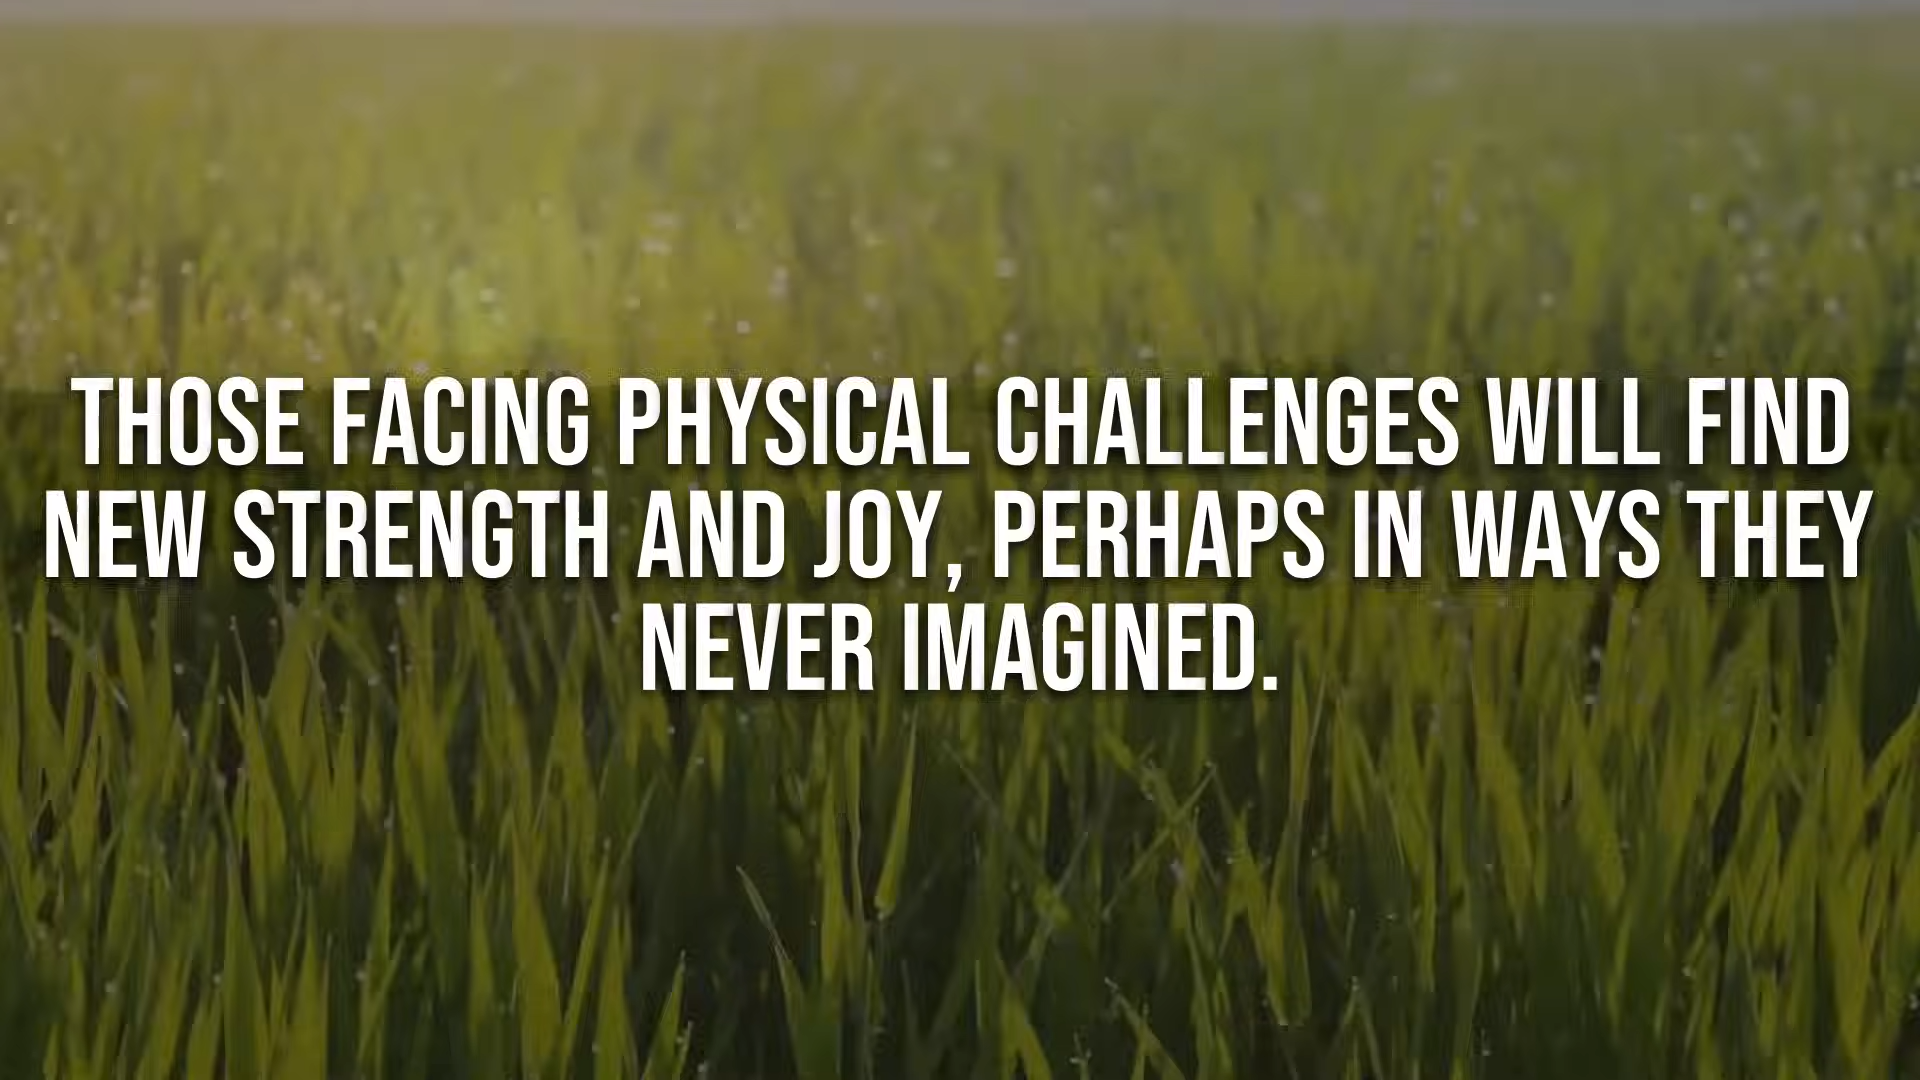 THOSE FACING PHYSICAL CHALLENGES WILL FIND
NEW STRENGTH AND JOY, PERHAPS IN WAYS THEY
NEVER IMAGINED.